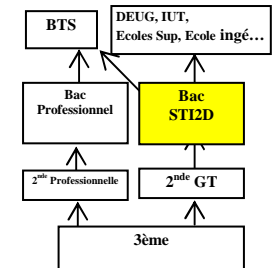 BTS
DEUG, IUT,
Ecoles Sup, Ecole ingé…
Bac
Professionnel
Bac
STI2D
2nde Professionnelle
2nde GT
3ème